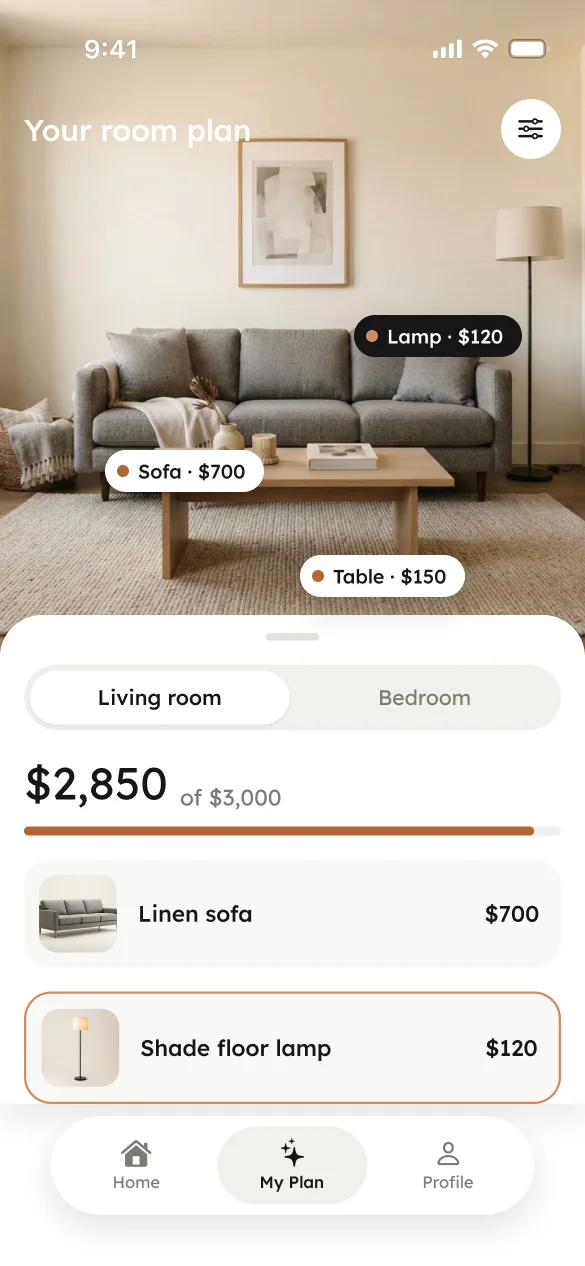 9:41
Your room plan
Lamp · $120
Sofa · $700
Table · $150
Living room
Bedroom
$2,850 of $3,000
Linen sofa
$700
Shade floor lamp
$120
Home
My Plan
Profile